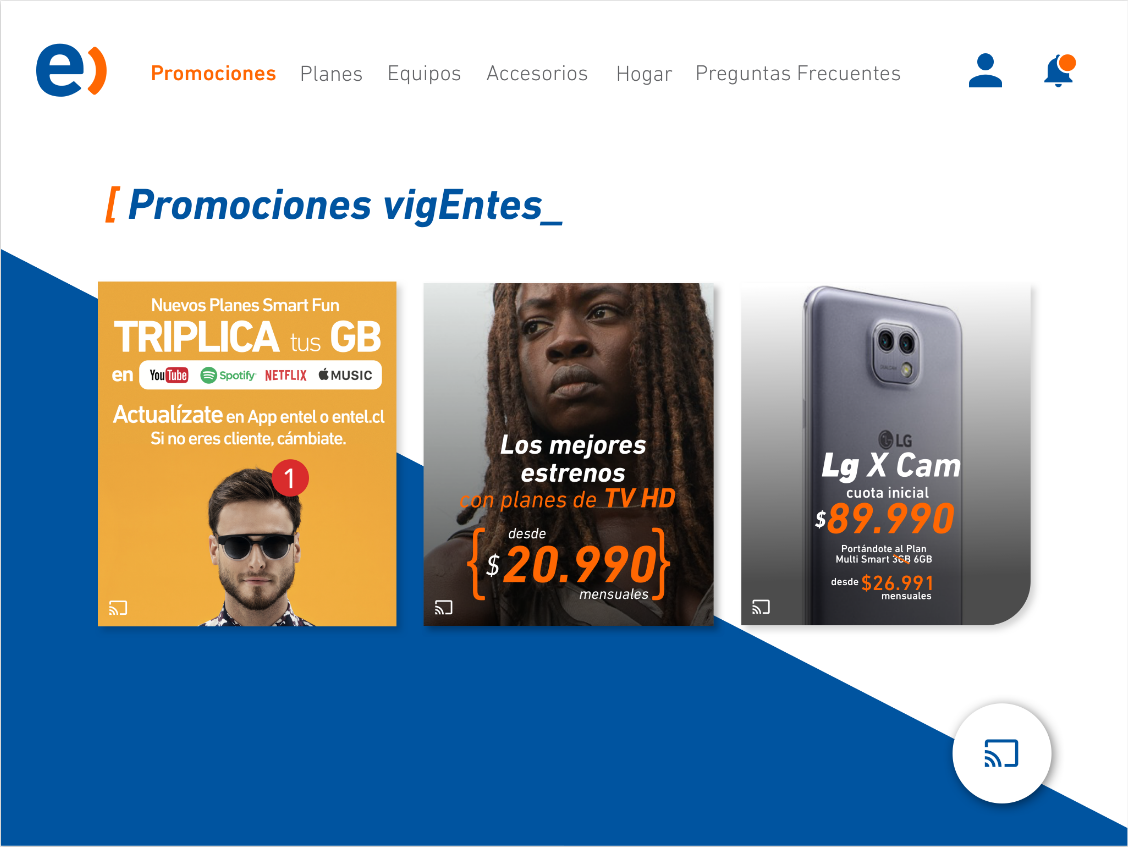 e)
Promociones Planes Equipos Accesorios Hogar Preguntas Frecuentes
[ Promociones vigEntes_
Nuevos Planes Smart Fun
TRIPLICA tus GB
en YouTube Spotify NETFLIX MUSIC
Actualízate en App entel o entel.cl
Si no eres cliente, cámbiate.
1
Los mejores
estrenos
con planes de TV HD
desde
{$ 20.990}
mensuales
LG
Lg X Cam
cuota inicial
$89.990
Portándote al Plan
Multi Smart 3GB 6GB
desde $26.991
mensuales